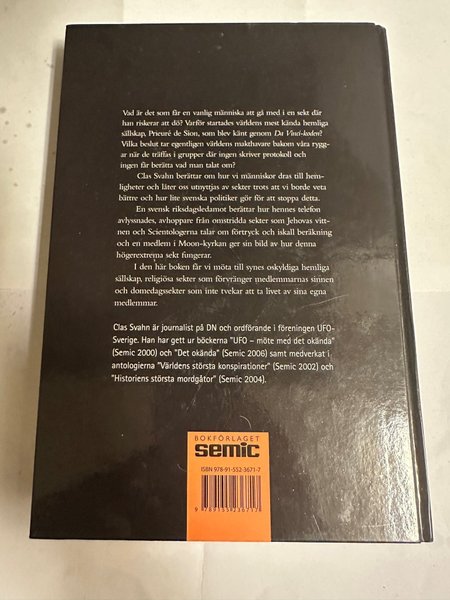 Vad är det som får en vanlig människa att gå med i en sekt där
han riskerar att dö? Varför startades världens mest kända hemliga
sällskap, Prieuré de Sion, som blev känt genom Da Vinci-koden?
Vilka beslut tar egentligen världens makthavare bakom våra rygg-
ar när de träffas i grupper där ingen skriver protokoll och
ingen får berätta vad man talat om?
Clas Svahn berättar om hur vi människor dras till hem-
ligheter och låter oss utnyttjas av sekter trots att vi borde veta
bättre och hur lite svenska politiker gör för att stoppa detta.
En svensk riksdagsledamot berättar hur hennes telefon
avlyssnades, avhoppare från omstridda sekter som Jehovas vitt-
nen och Scientologerna talar om förtryck och iskall beräkning
och en medlem i Moon-kyrkan ger sin bild av hur denna
högerextrema sekt fungerar.
I den här boken får vi möta till synes oskyldiga hemliga
sällskap, religiösa sekter som förvränger medlemmarnas sinnen
och domedagssekter som inte tvekar att ta livet av sina egna
medlemmar.
Clas Svahn är journalist på DN och ordförande i föreningen UFO-
Sverige. Han har gett ur böckerna "UFO – möte med det okända"
(Semic 2000) och "Det okända" (Semic 2006) samt medverkat i
antologierna "Världens största konspirationer" (Semic 2002) och
"Historiens största mordgåtor" (Semic 2004).
BOKFÖRLAGET
semic
ISBN 978-91-552-3671-7
9 789155 236717